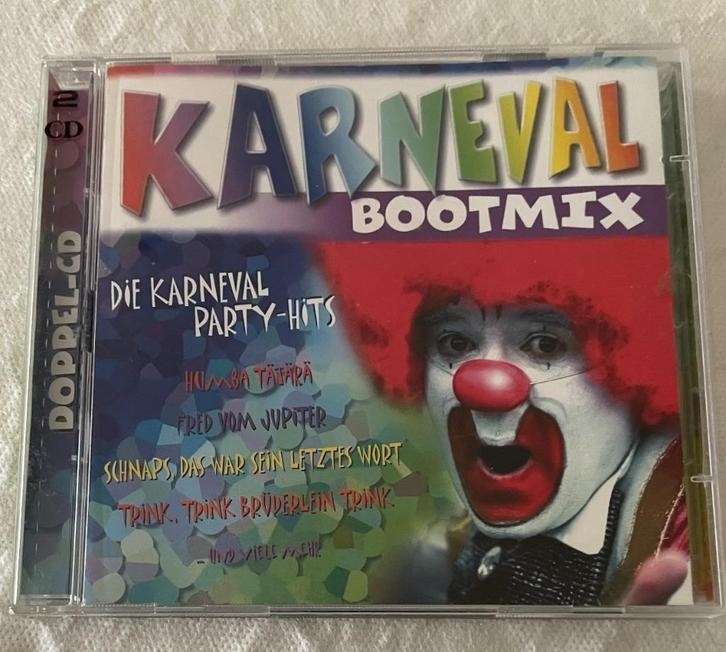 2
CD
DOPPEL-CD
KARNEVAL
BOOTMIX
DIE KARNEVAL
PARTY-HITS
HUMBA TÄTÄRÄ
FRED VOM JUPITER
SCHNAPS, DAS WAR SEIN LETZTES WORT
TRINK, TRINK BRÜDERLEIN TRINK
... UND VIELE MEHR